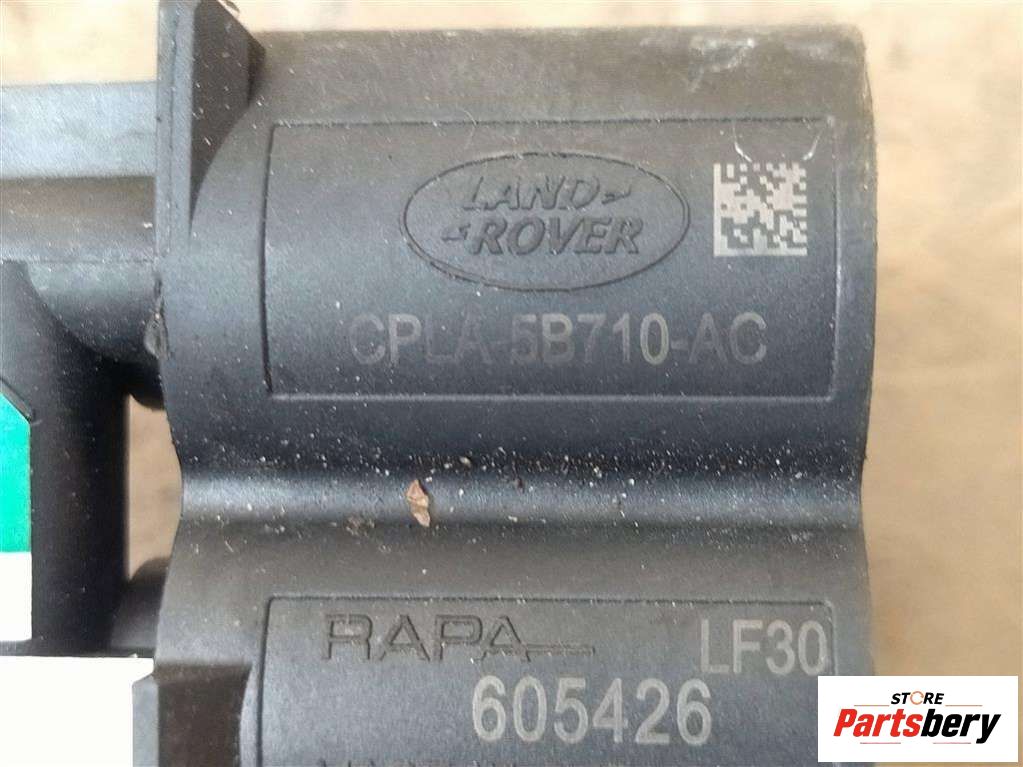 LAND
ROVER
CPLA-5B710-AC
RAPA
LF30
605426
STORE
Partsbery